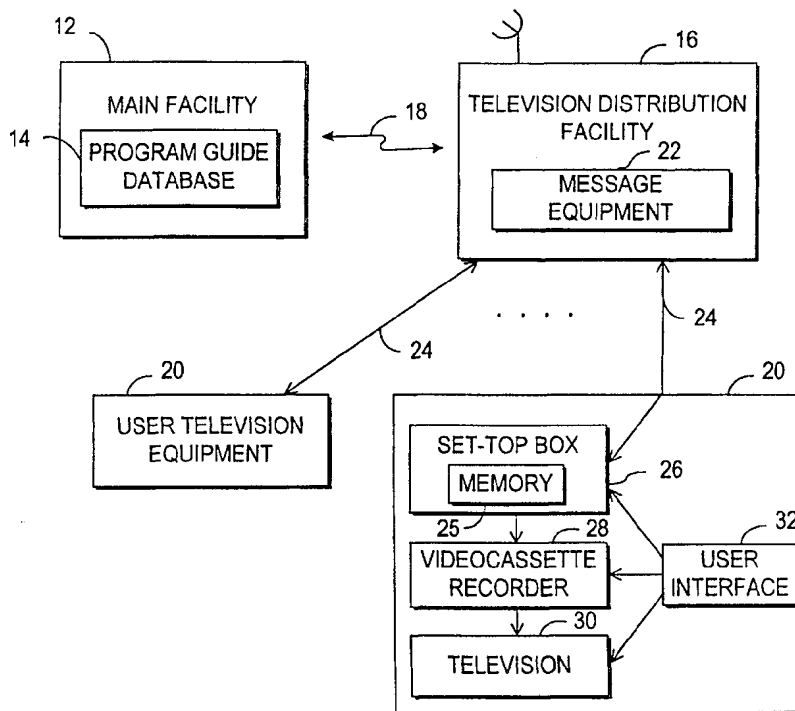 12
MAIN FACILITY
14
PROGRAM GUIDE
DATABASE
18
16
TELEVISION DISTRIBUTION
FACILITY
22
MESSAGE
EQUIPMENT
24
24
20
USER TELEVISION
EQUIPMENT
20
SET-TOP BOX
MEMORY
25
26
28
VIDEOCASSETTE
RECORDER
32
USER
INTERFACE
30
TELEVISION